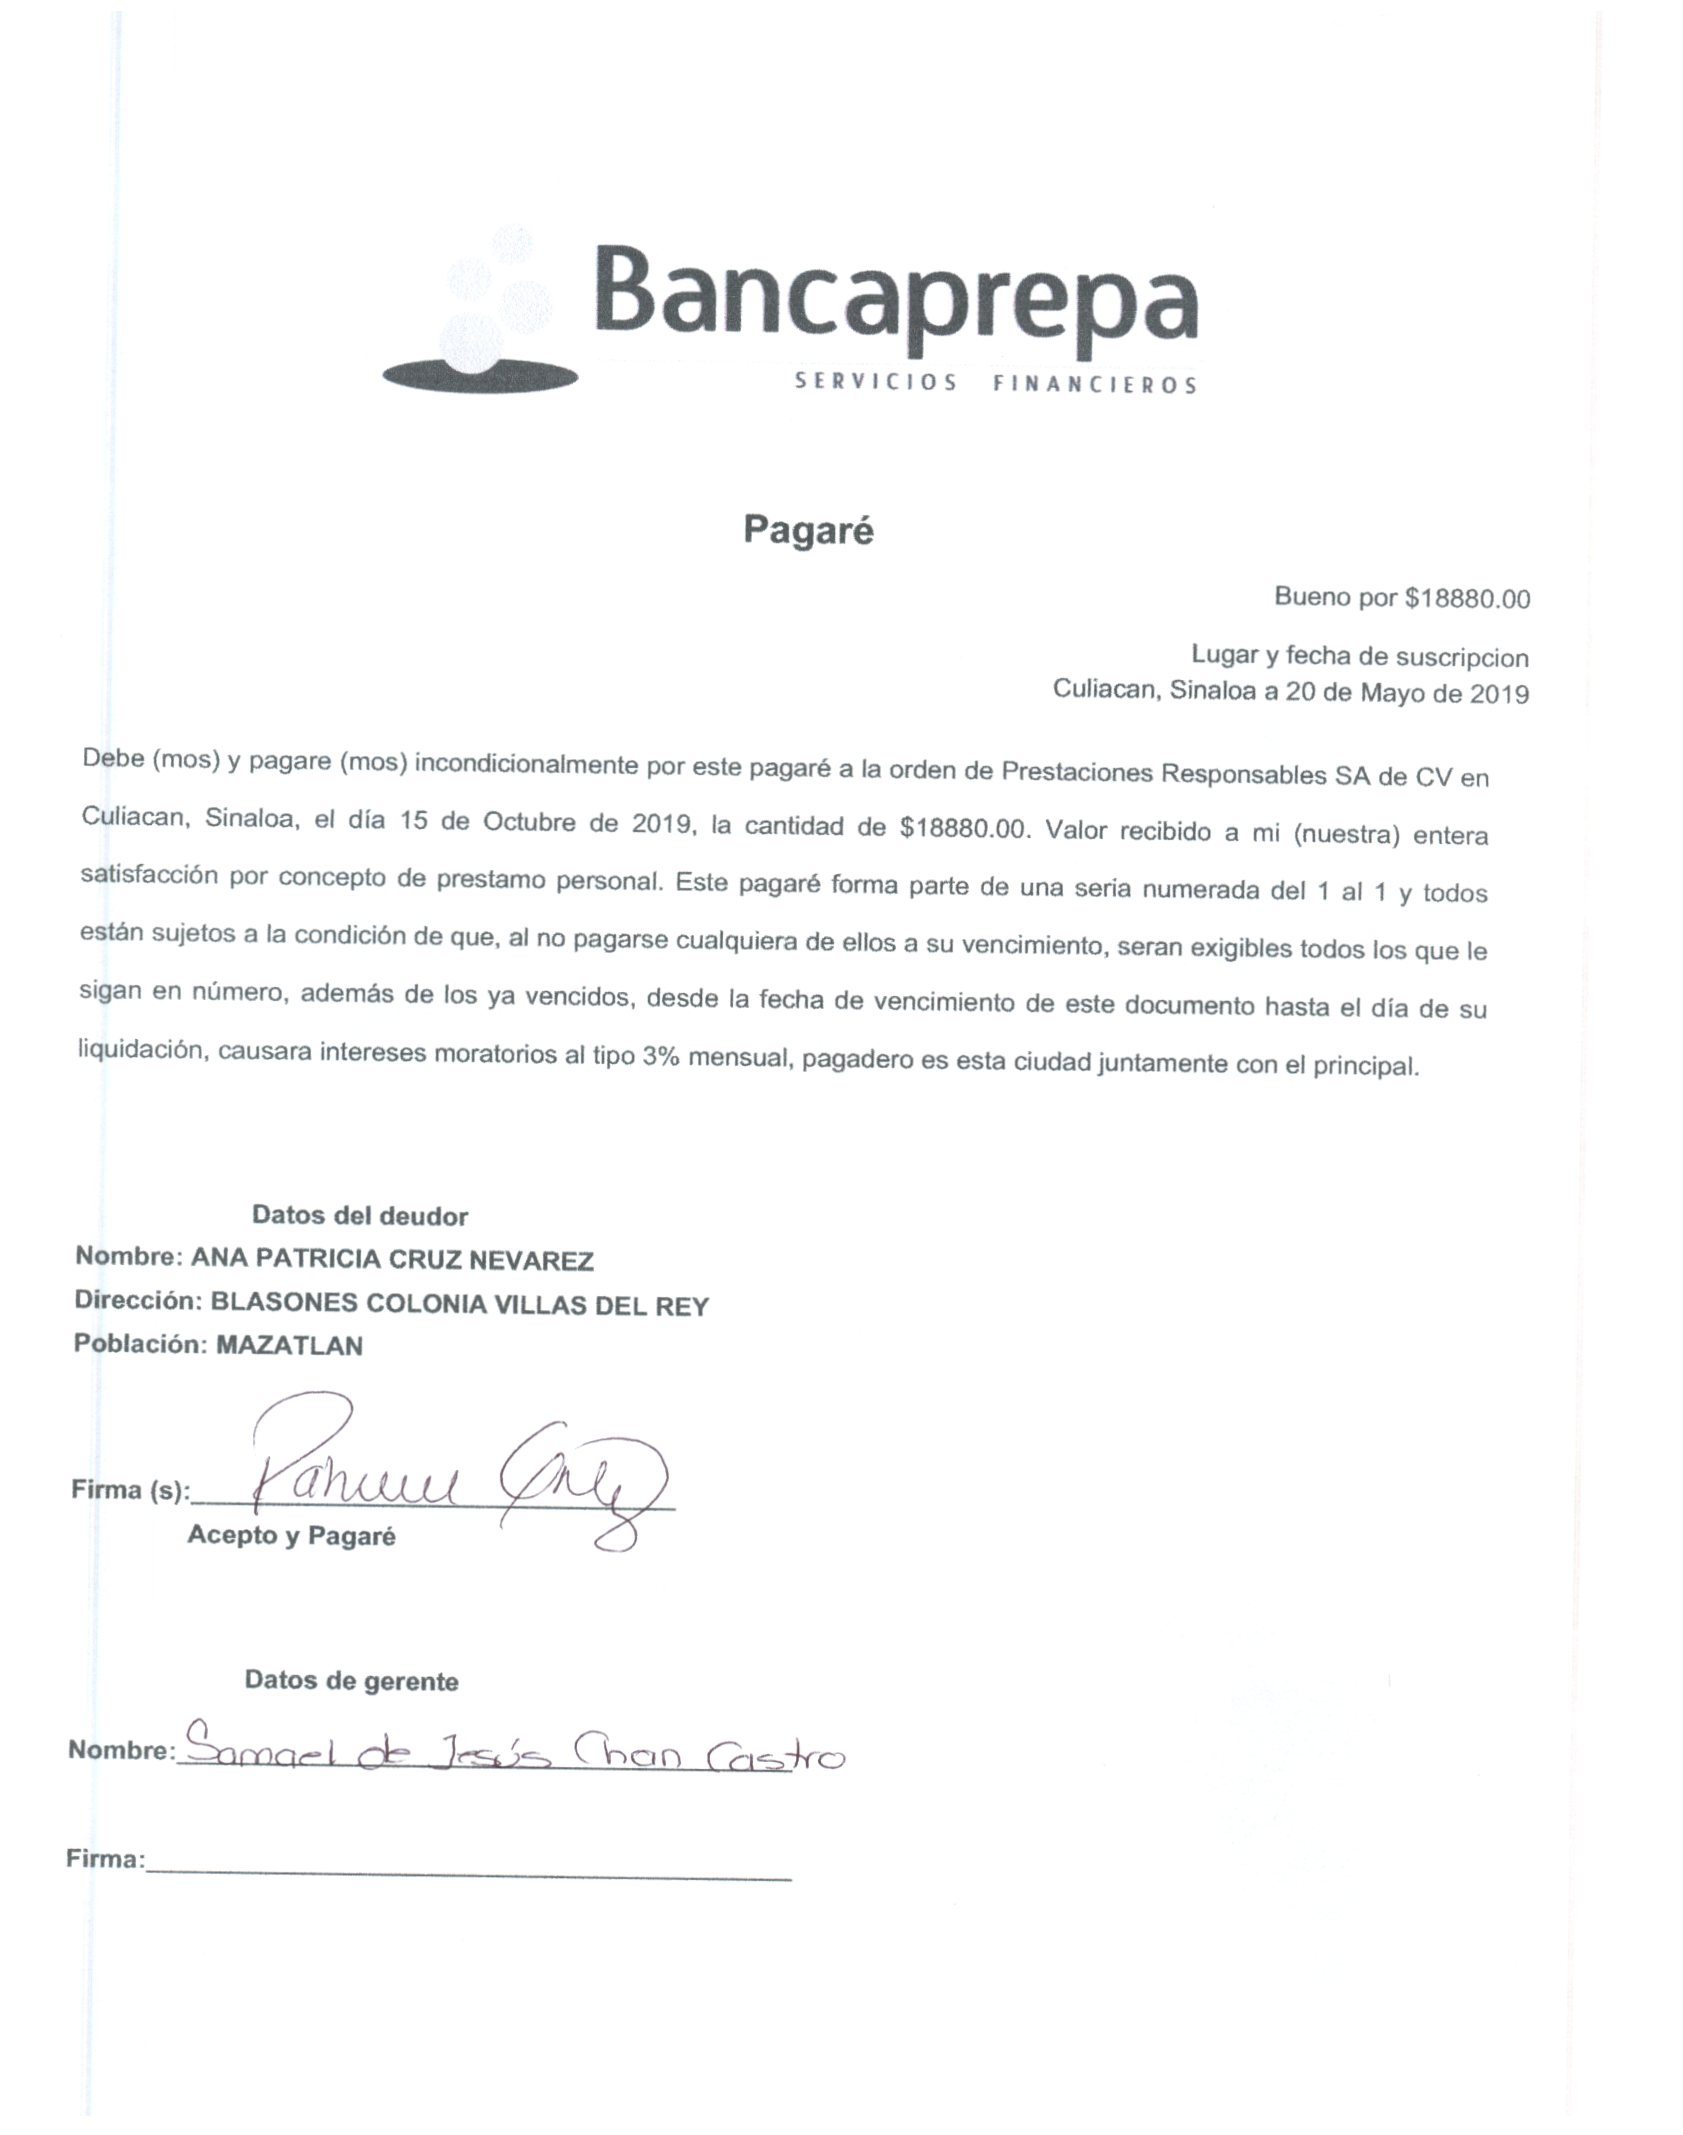 Bancaprepa
SERVICIOS FINANCIEROS
Pagaré
Bueno por $18880.00
Lugar y fecha de suscripcion
Culiacan, Sinaloa a 20 de Mayo de 2019
Debe (mos) y pagare (mos) incondicionalmente por este pagaré a la orden de Prestaciones Responsables SA de CV en
Culiacan, Sinaloa, el día 15 de Octubre de 2019, la cantidad de $18880.00. Valor recibido a mi (nuestra) entera
satisfacción por concepto de prestamo personal. Este pagaré forma parte de una seria numerada del 1 al 1 y todos
están sujetos a la condición de que, al no pagarse cualquiera de ellos a su vencimiento, seran exigibles todos los que le
sigan en número, además de los ya vencidos, desde la fecha de vencimiento de este documento hasta el día de su
liquidación, causara intereses moratorios al tipo 3% mensual, pagadero es esta ciudad juntamente con el principal.
Datos del deudor
Nombre: ANA PATRICIA CRUZ NEVAREZ
Dirección: BLASONES COLONIA VILLAS DEL REY
Población: MAZATLAN
Firma (s):
Acepto y Pagaré
Datos de gerente
Nombre: Samael de Jesús Chan Castro
Firma: